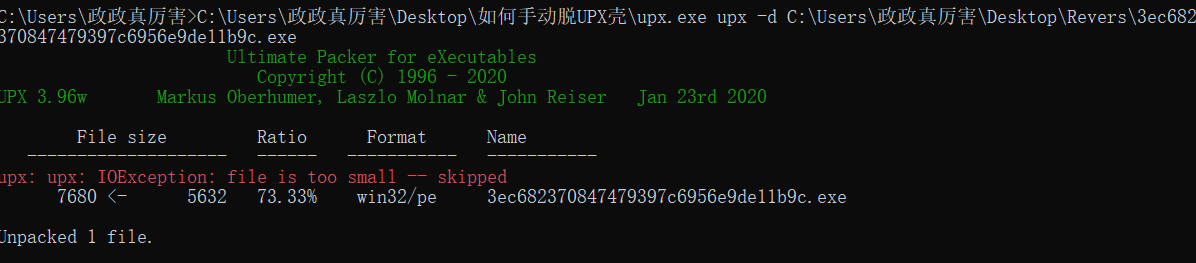 C:\Users\政政真厉害>C:\Users\政政真厉害\Desktop\如何手动脱UPX壳\upx.exe upx -d C:\Users\政政真厉害\Desktop\Revers\3ec682
370847479397c6956e9de11b9c.exe
Ultimate Packer for eXecutables
Copyright (C) 1996 - 2020
UPX 3.96w Markus Oberhumer, Laszlo Molnar & John Reiser Jan 23rd 2020
File size Ratio Format Name
-------------------- ------ ----------- -----------
upx: upx: IOException: file is too small -- skipped
7680 <- 5632 73.33% win32/pe 3ec682370847479397c6956e9de11b9c.exe
Unpacked 1 file.